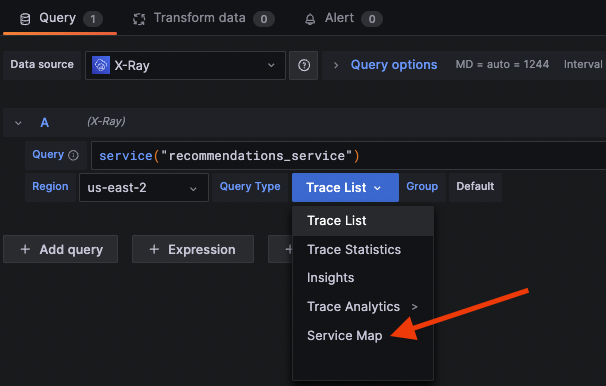 Query 1 Transform data 0 Alert 0
Data source X-Ray Query options MD = auto = 1244 Interval
A (X-Ray)
Query service("recommendations_service")
Region us-east-2 Query Type Trace List Group Default
Trace List
+ Add query + Expression +
Trace Statistics
Insights
Trace Analytics >
Service Map